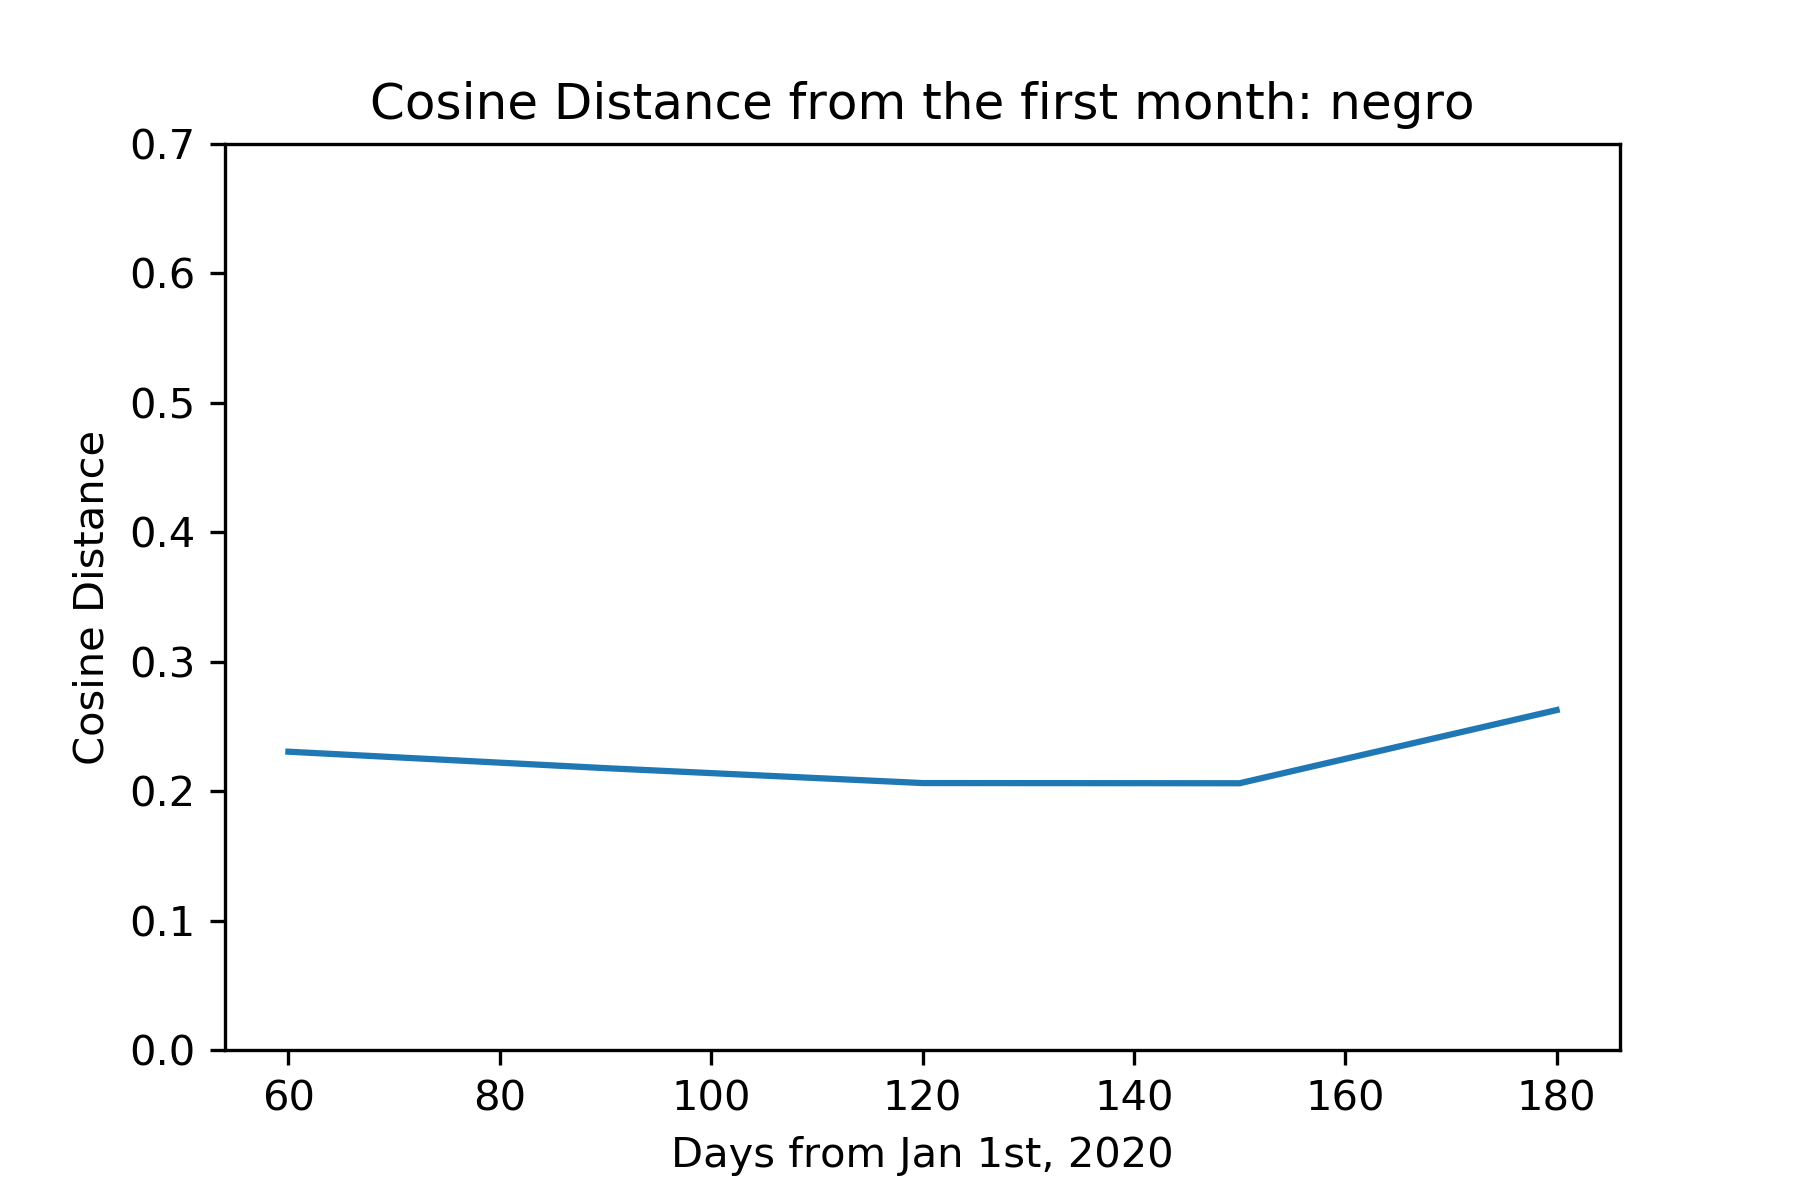 Cosine Distance from the first month: negro
0.7
0.6
0.5
0.4
0.3
0.2
0.1
0.0
Cosine Distance
60 80 100 120 140 160 180
Days from Jan 1st, 2020